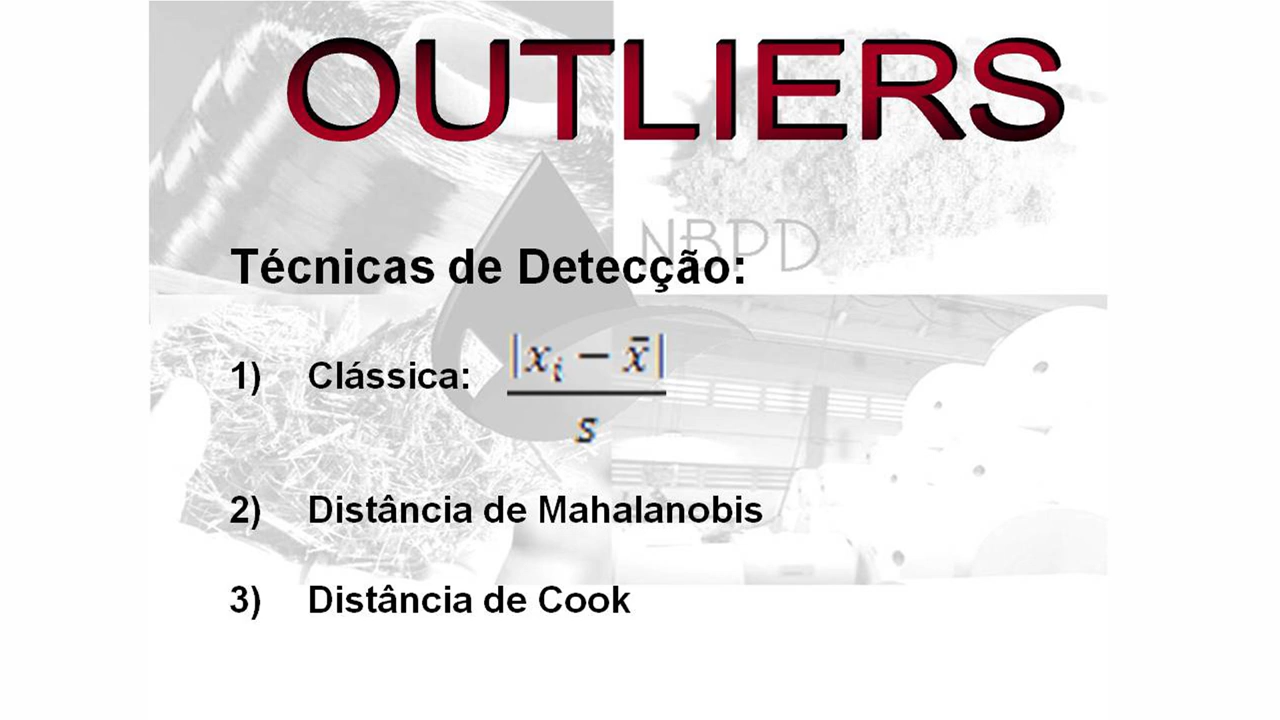 OUTLIERS
NBPD
Técnicas de Detecção:
1) Clássica: |xᵢ − x̄| / s
2) Distância de Mahalanobis
3) Distância de Cook